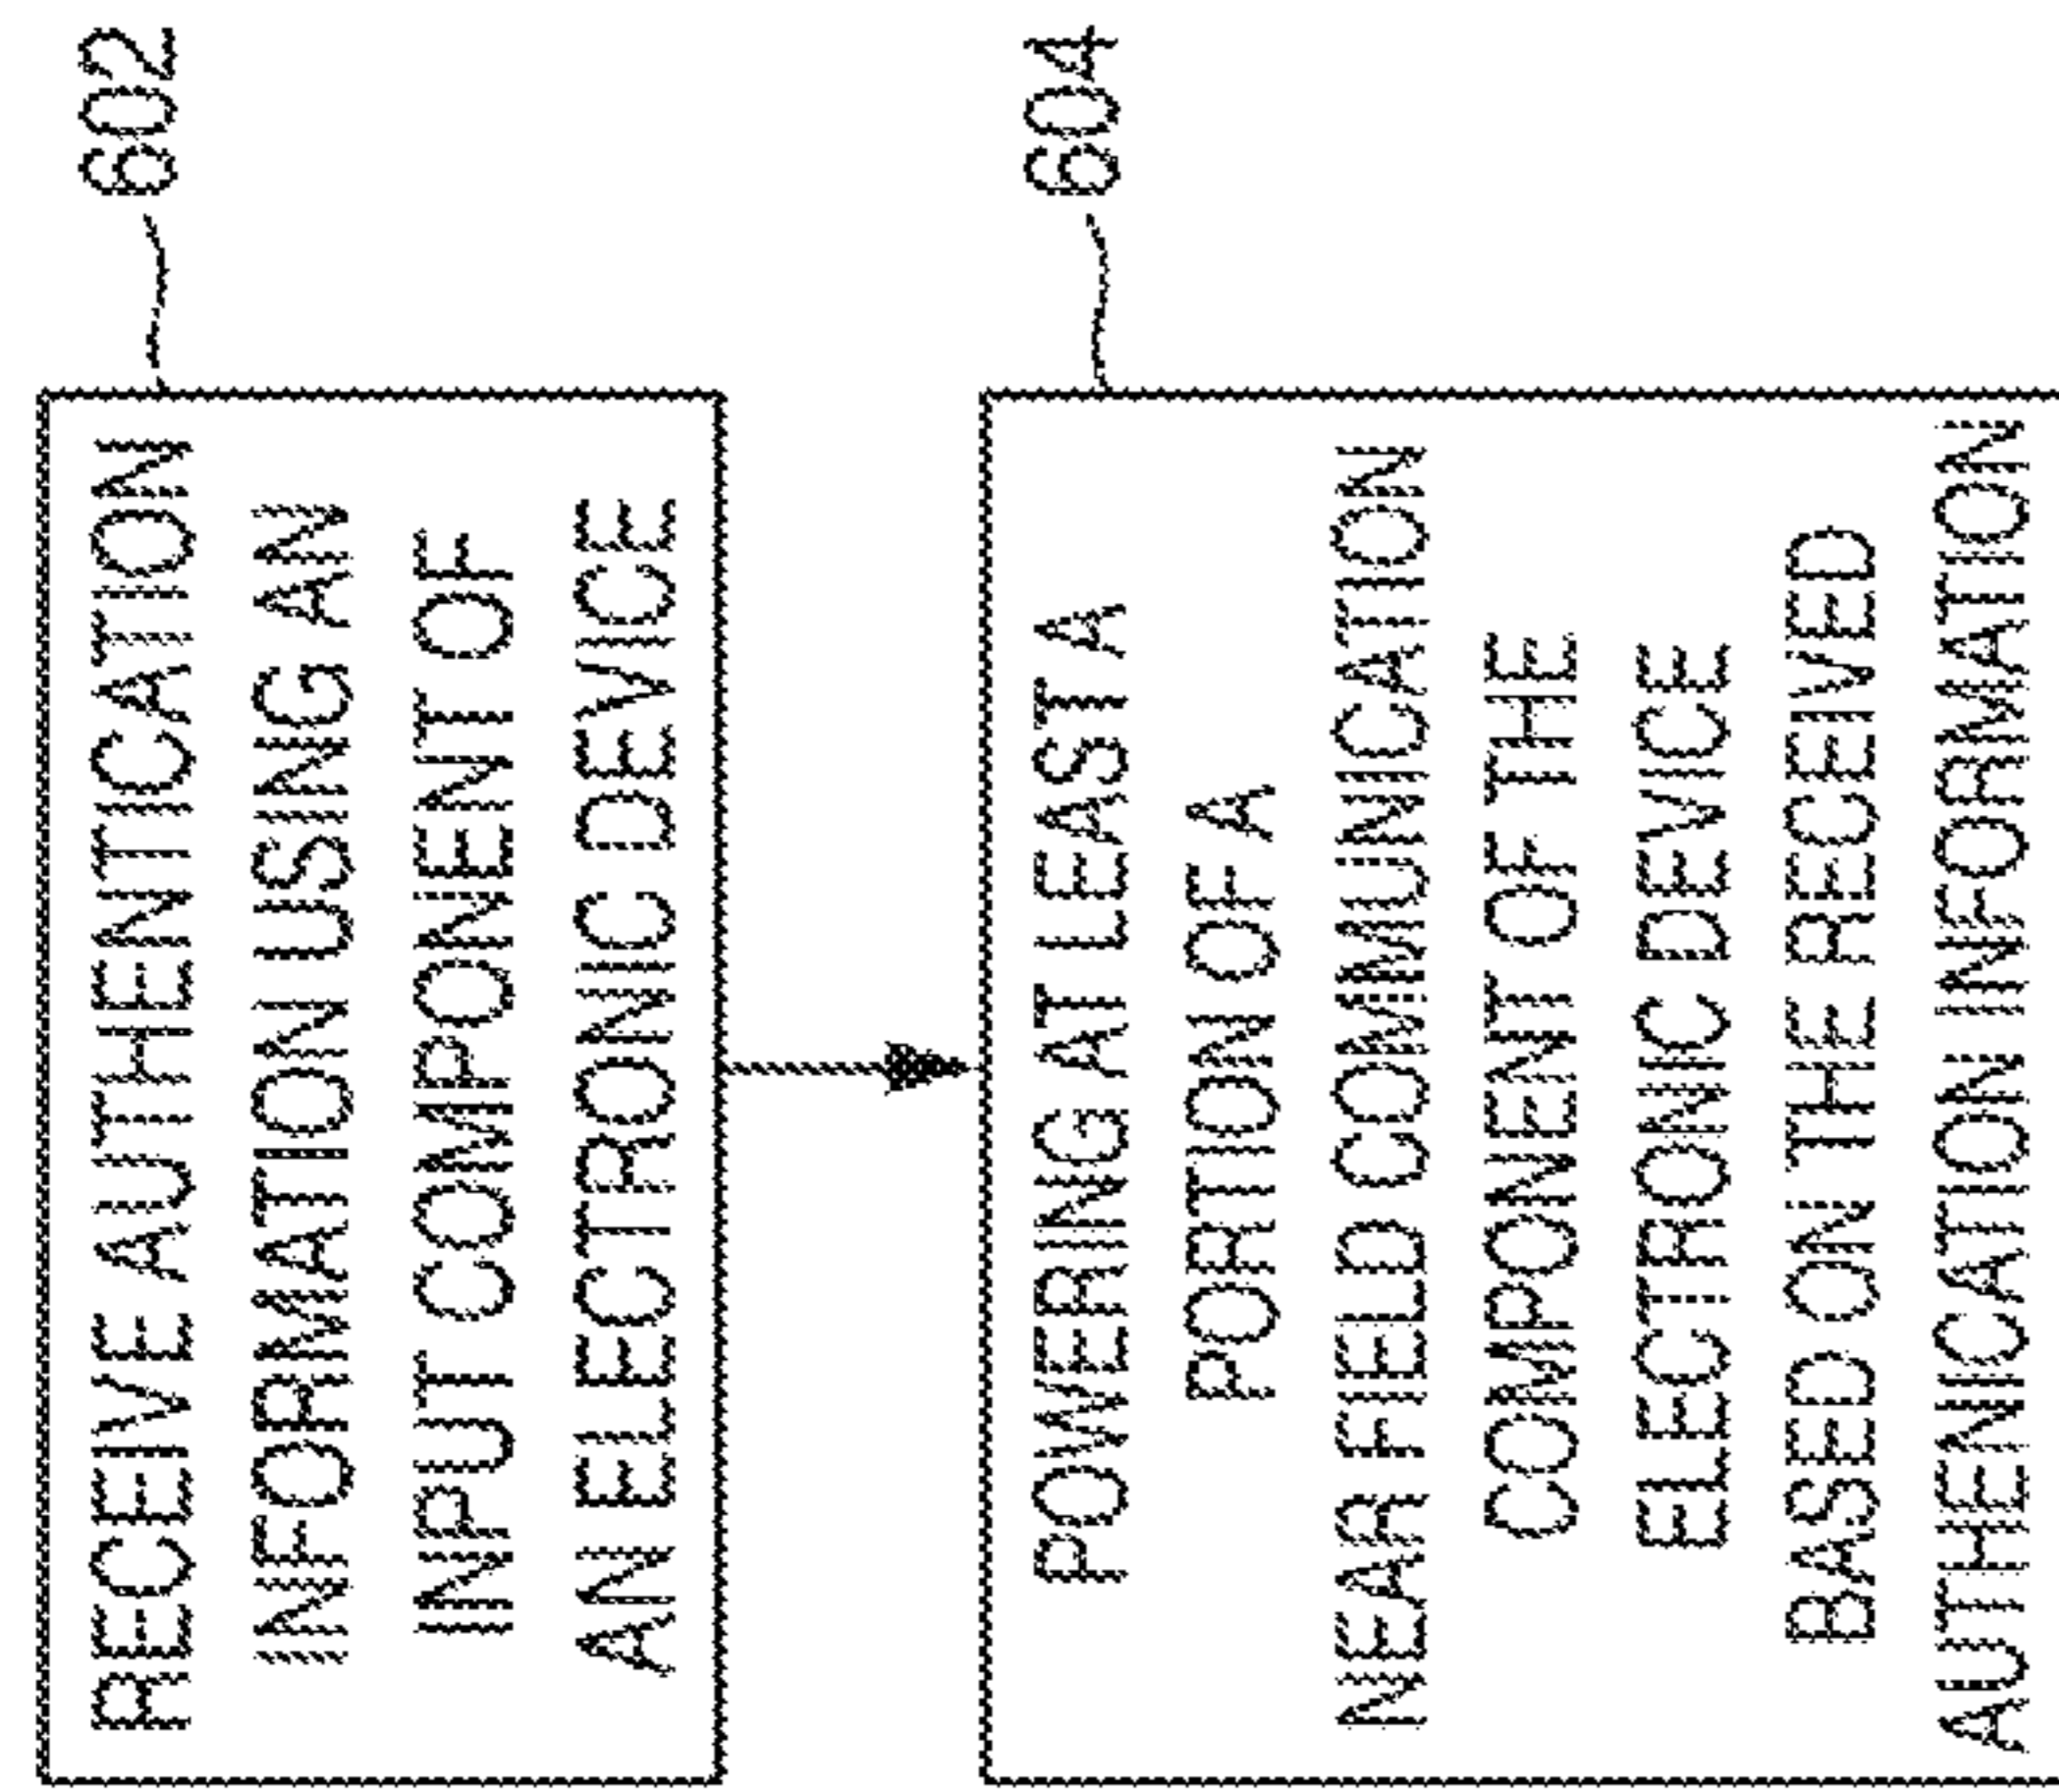 RECEIVE AUTHENTICATION
INFORMATION USING AN
INPUT COMPONENT OF
AN ELECTRONIC DEVICE
602
POWERING AT LEAST A
PORTION OF A
NEAR FIELD COMMUNICATION
COMPONENT OF THE
ELECTRONIC DEVICE
BASED ON THE RECEIVED
AUTHENICATION INFORMATION
604